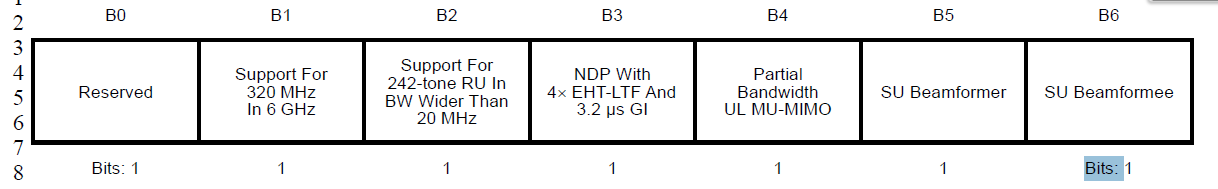 2 B0 B1 B2 B3 B4 B5 B6
3
4
5
6
7
Reserved
Support For
320 MHz
In 6 GHz
Support For
242-tone RU In
BW Wider Than
20 MHz
NDP With
4× EHT-LTF And
3.2 µs GI
Partial
Bandwidth
UL MU-MIMO
SU Beamformer
SU Beamformee
8 Bits: 1 1 1 1 1 1 Bits: 1